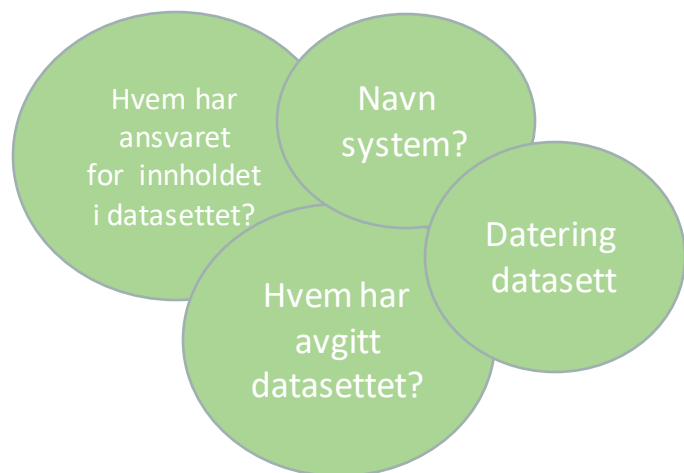 Hvem har
ansvaret
for innholdet
i datasettet?
Navn
system?
Datering
datasett
Hvem har
avgitt
datasettet?